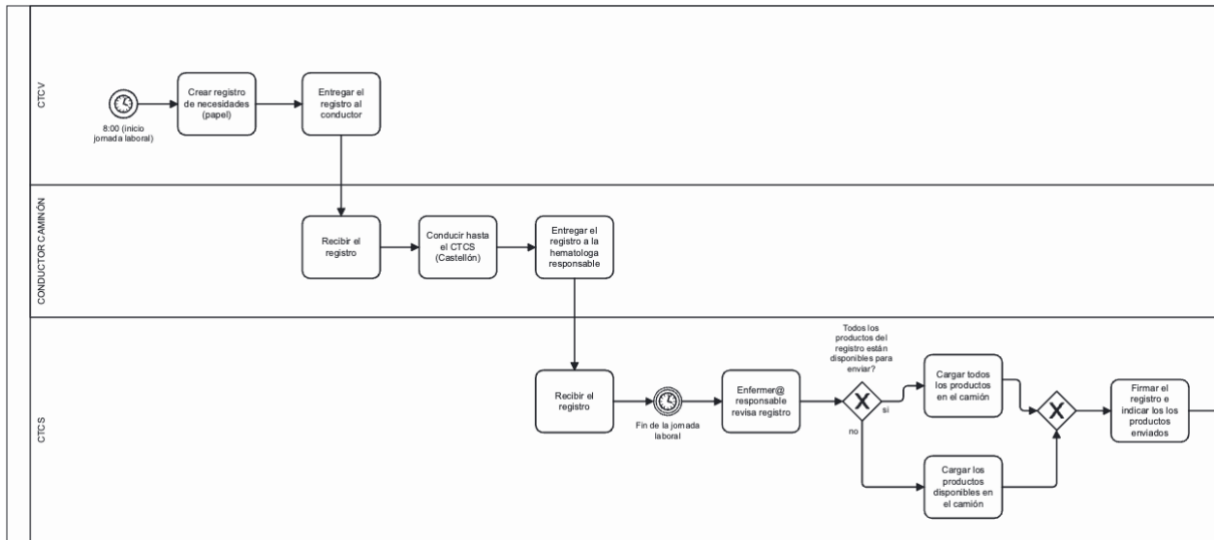 CTCV
8:00 (inicio
jornada laboral)
Crear registro
de necesidades
(papel)
Entregar el
registro al
conductor
CONDUCTOR CAMINÓN
Recibir el
registro
Conducir hasta
el CTCS
(Castellón)
Entregar el
registro a la
hematologa
responsable
CTCS
Recibir el
registro
Fin de la jornada
laboral
Enfermer@
responsable
revisa registro
Todos los
productos del
registro están
disponibles para
enviar?
si
no
Cargar todos
los productos
en el camión
Cargar los
productos
disponibles en
el camión
Firmar el
registro e
indicar los los
productos
enviados